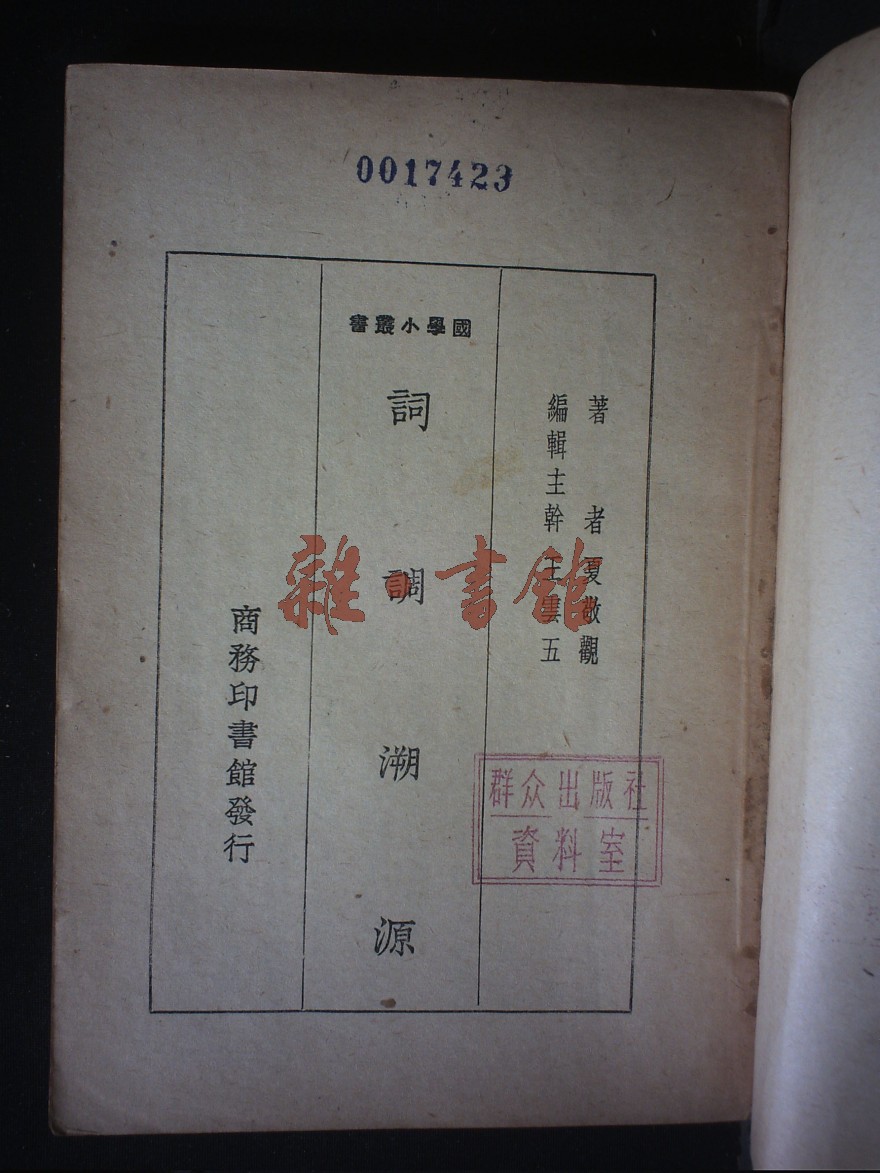 0017423
著者夏敬觀
編輯主幹王雲五
國學小叢書
詞調溯源
商務印書館發行
群众出版社
資料室
雜書館